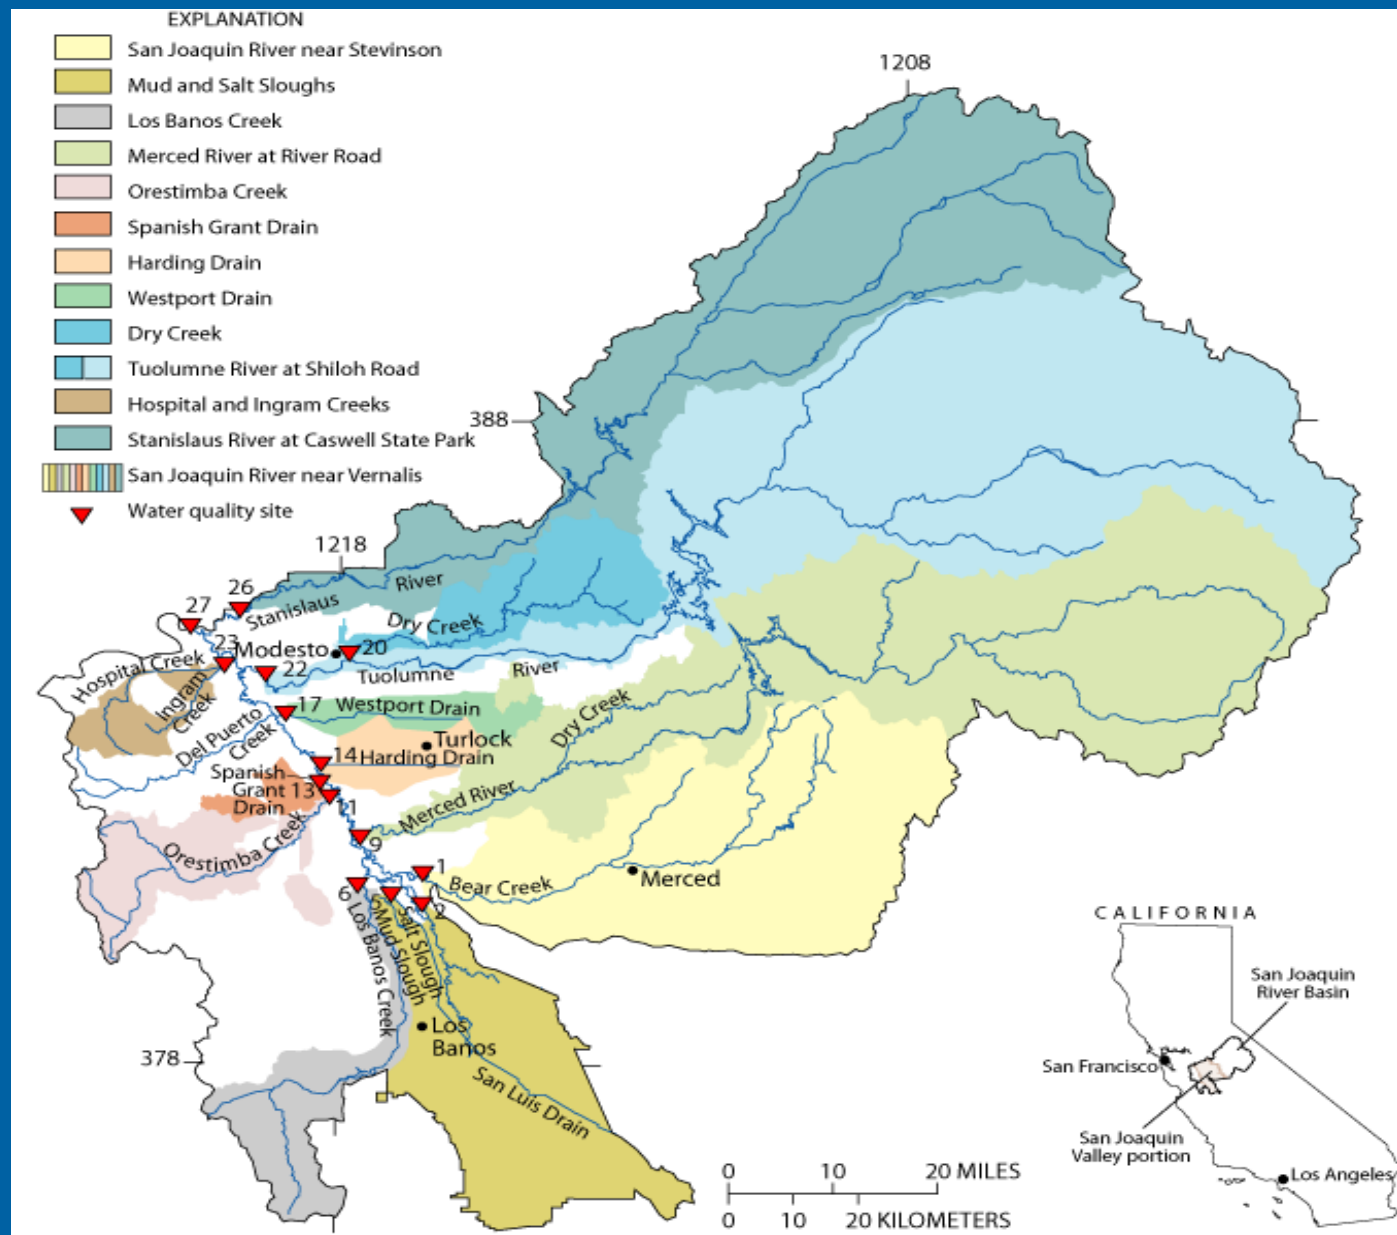 EXPLANATION
San Joaquin River near Stevinson
Mud and Salt Sloughs
Los Banos Creek
Merced River at River Road
Orestimba Creek
Spanish Grant Drain
Harding Drain
Westport Drain
Dry Creek
Tuolumne River at Shiloh Road
Hospital and Ingram Creeks
Stanislaus River at Caswell State Park
San Joaquin River near Vernalis
Water quality site
1208
388
1218
378
26
27
23
Stanislaus
River
Dry Creek
Modesto
20
22
Tuolumne
River
Hospital Creek
Ingram
Creek
Del Puerto
Creek
17
Westport Drain
Turlock
14
Harding Drain
Dry Creek
Spanish
Grant
Drain
13
11
Merced River
9
Orestimba Creek
1
Bear Creek
Merced
6
5
2
Salt Slough
Mud Slough
Los Banos Creek
Los
Banos
San Luis Drain
0
10
20 MILES
0
10
20 KILOMETERS
CALIFORNIA
San Joaquin
River Basin
San Francisco
San Joaquin
Valley portion
Los Angeles